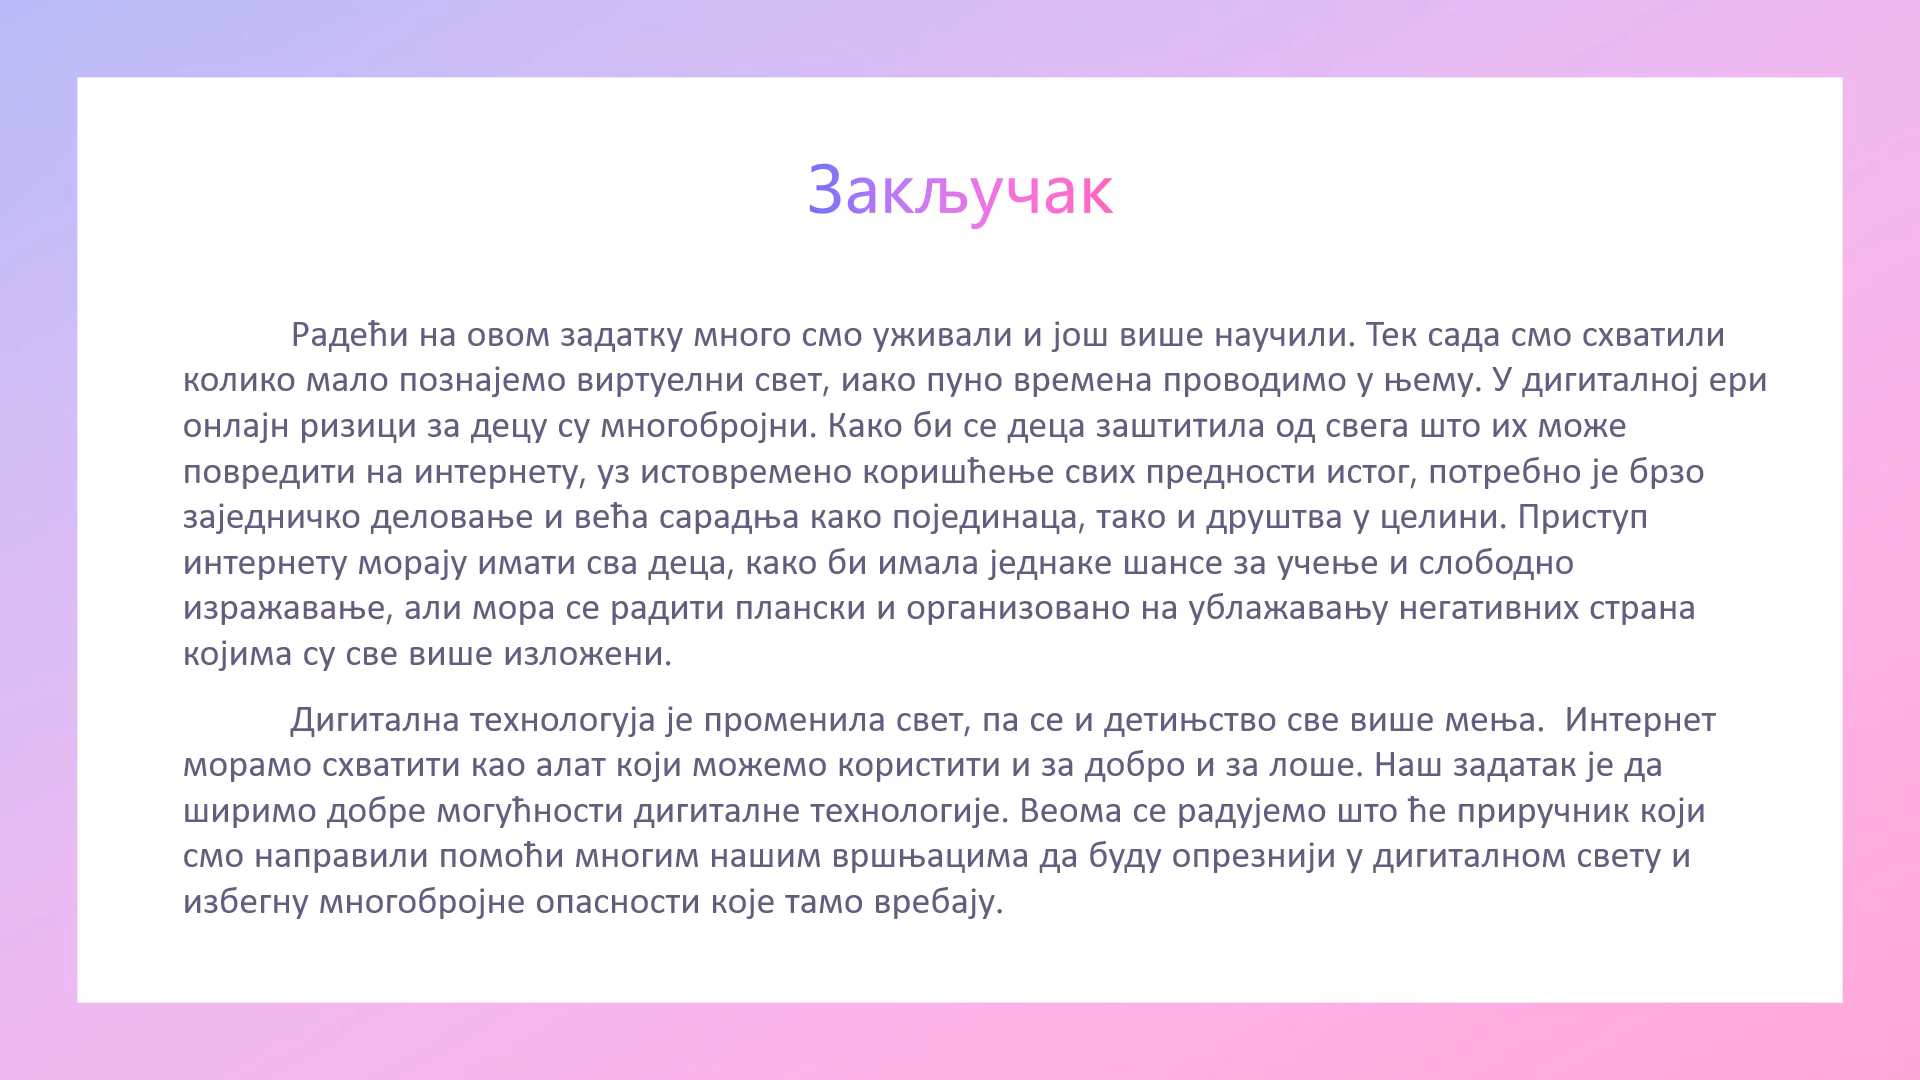 Закључак
Радећи на овом задатку много смо уживали и још више научили. Тек сада смо схватили
колико мало познајемо виртуелни свет, иако пуно времена проводимо у њему. У дигиталној ери
онлајн ризици за децу су многобројни. Како би се деца заштитила од свега што их може
повредити на интернету, уз истовремено коришћење свих предности истог, потребно је брзо
заједничко деловање и већа сарадња како појединаца, тако и друштва у целини. Приступ
интернету морају имати сва деца, како би имала једнаке шансе за учење и слободно
изражавање, али мора се радити плански и организовано на ублажавању негативних страна
којима су све више изложени.
Дигитална технологуја је променила свет, па се и детињство све више мења.  Интернет
морамо схватити као алат који можемо користити и за добро и за лоше. Наш задатак је да
ширимо добре могућности дигиталне технологије. Веома се радујемо што ће приручник који
смо направили помоћи многим нашим вршњацима да буду опрезнији у дигиталном свету и
избегну многобројне опасности које тамо вребају.